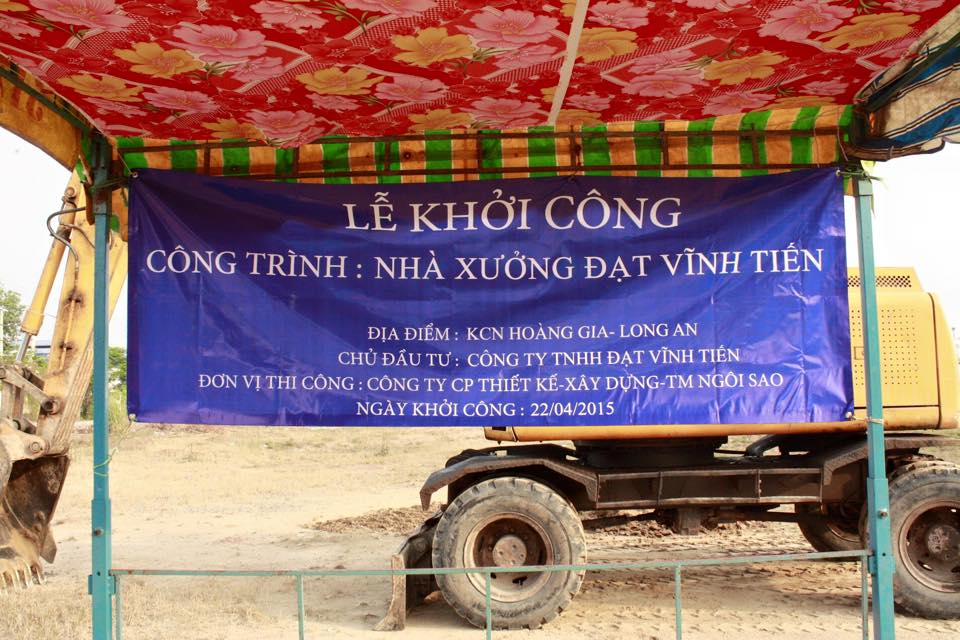 LỄ KHỞI CÔNG
CÔNG TRÌNH : NHÀ XƯỞNG ĐẠT VĨNH TIẾN
ĐỊA ĐIỂM : KCN HOÀNG GIA- LONG AN
CHỦ ĐẦU TƯ : CÔNG TY TNHH ĐẠT VĨNH TIẾN
ĐƠN VỊ THI CÔNG : CÔNG TY CP THIẾT KẾ-XÂY DỰNG-TM NGÔI SAO
NGÀY KHỞI CÔNG : 22/04/2015